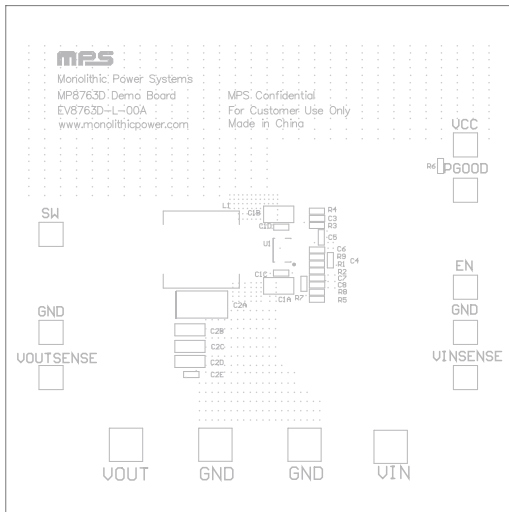 mps
Monolithic Power Systems
MP8763D Demo Board
EV8763D-L-00A
www.monolithicpower.com
MPS Confidential
For Customer Use Only
Made in China
VCC
R6
PGOOD
SW
L1
C1B
C1D
U1
C1C
C1A
R7
R4
C3
R3
C5
C6
R9
R1
C4
R2
C7
C8
R8
R5
EN
GND
VINSENSE
GND
VOUTSENSE
C2A
C2B
C2C
C2D
C2E
VOUT
GND
GND
VIN